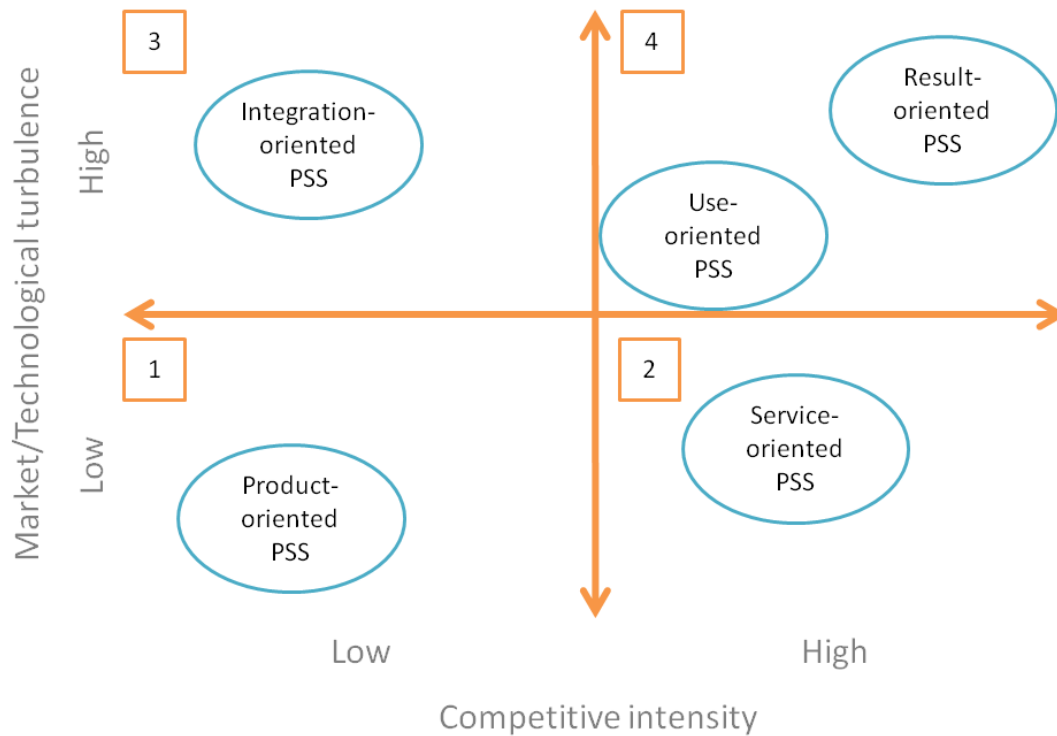 3
Integration-
oriented
PSS
4
Result-
oriented
PSS
Use-
oriented
PSS
1
Product-
oriented
PSS
2
Service-
oriented
PSS
Market/Technological turbulence
High
Low
Low
High
Competitive intensity